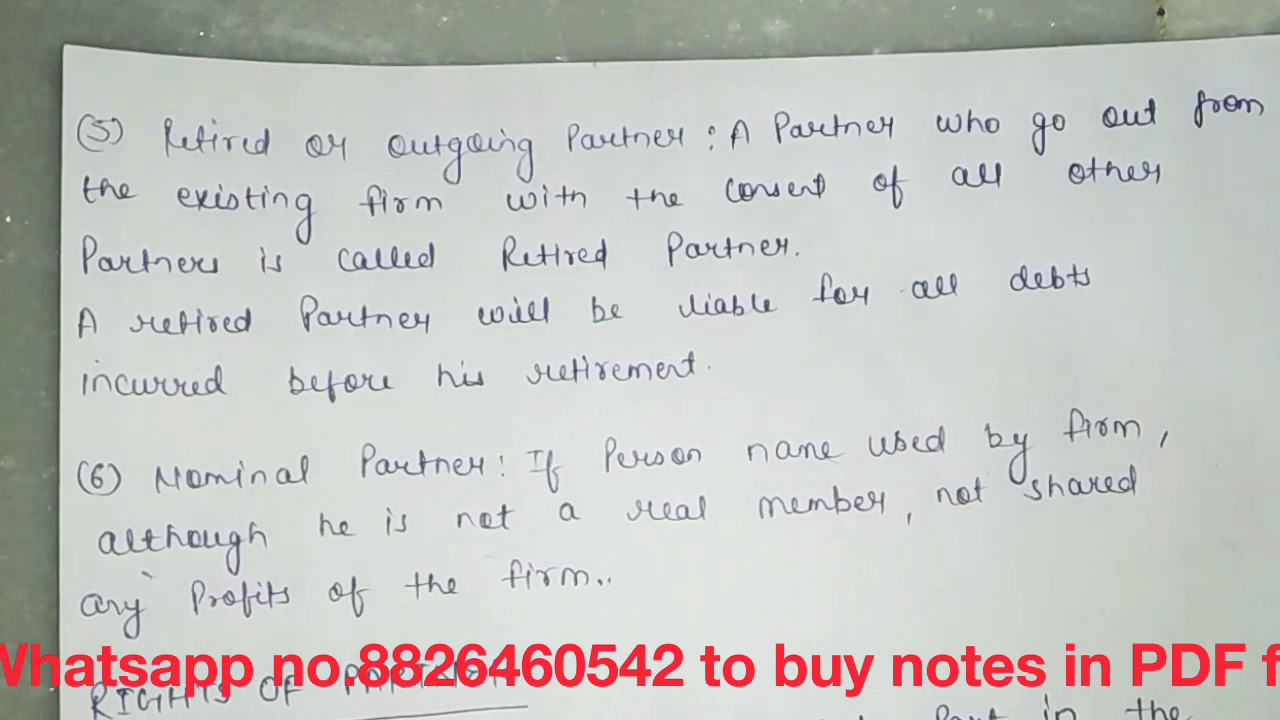 (5) Retired or outgoing Partner : A Partner who go out from
the existing firm with the consent of all other
Partners is called Retired Partner.
A retired Partner will be liable for all debts
incurred before his retirement.
(6) Nominal Partner : If Person name used by firm,
although he is not a real member, not shared
any Profits of the firm..
Whatsapp no.8826460542 to buy notes in PDF f
RIGHTS OF
Part in the